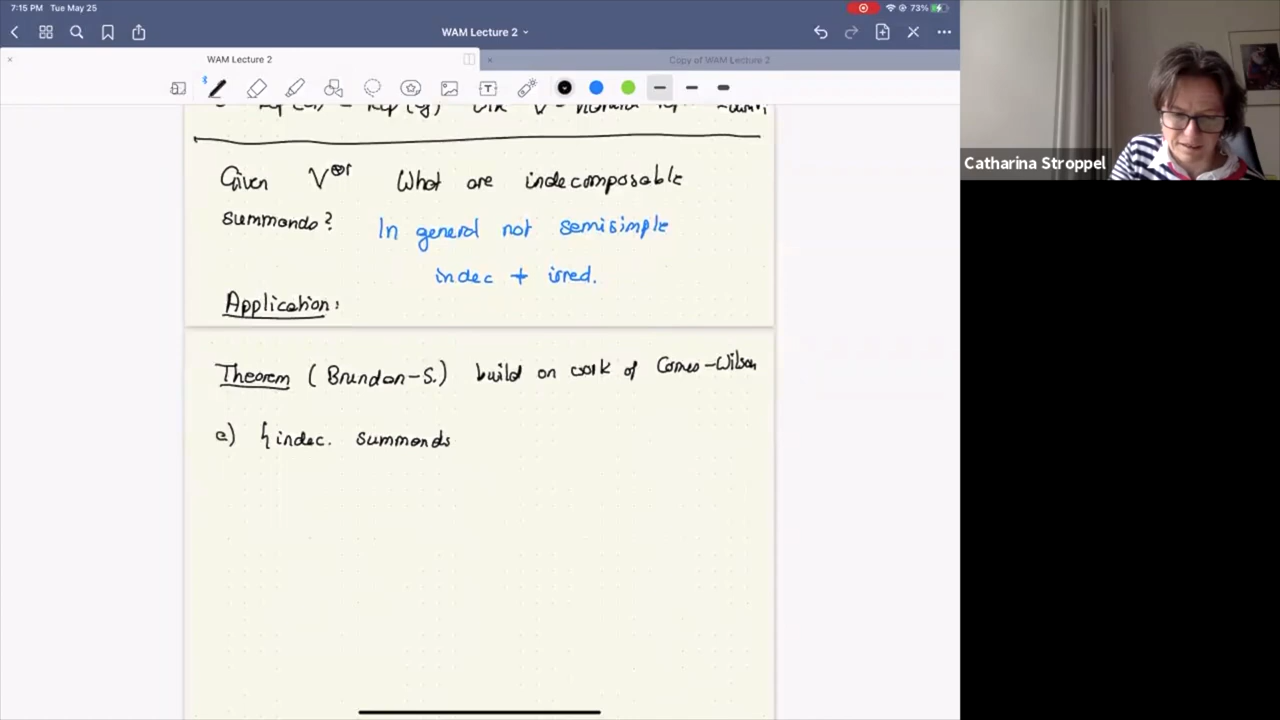 7:15 PM Tue May 25
73%
WAM Lecture 2
WAM Lecture 2
Copy of WAM Lecture 2
Given V⊗r What are indecomposable
summands?
In general not semisimple
indec ≠ irred.
Application:
Theorem (Brundan-S.) build on work of Comes-Wilson
a) {indec. summands
Catharina Stroppel